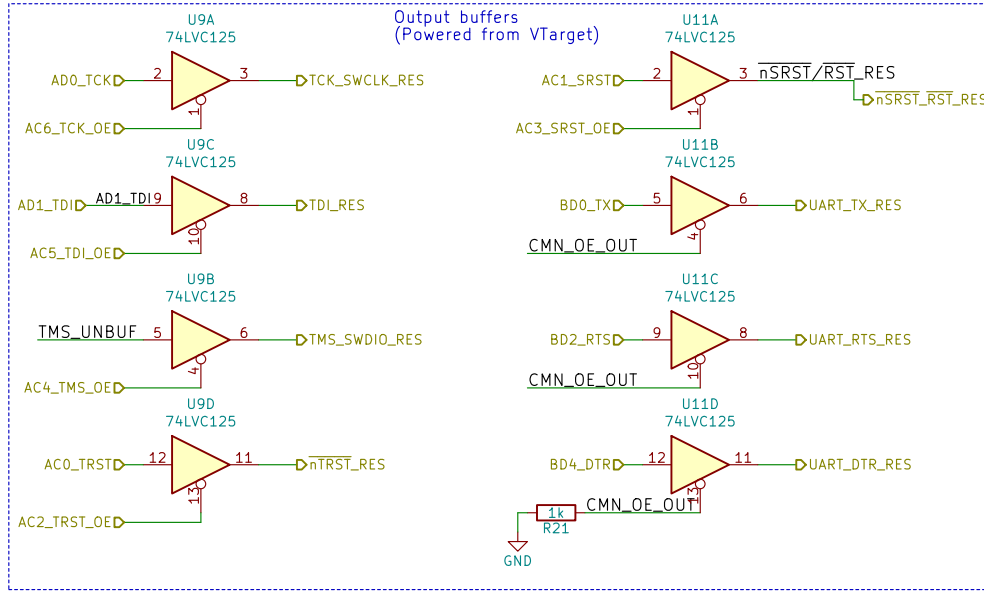 Output buffers
(Powered from VTarget)
U9A
74LVC125
AD0_TCK
2
3
TCK_SWCLK_RES
1
AC6_TCK_OE
U9C
74LVC125
AD1_TDI
AD1_TDI
9
8
TDI_RES
10
AC5_TDI_OE
U9B
74LVC125
TMS_UNBUF
5
6
TMS_SWDIO_RES
4
AC4_TMS_OE
U9D
74LVC125
AC0_TRST
12
11
nTRST_RES
13
AC2_TRST_OE
U11A
74LVC125
AC1_SRST
2
3
nSRST/RST_RES
nSRST_RST_RES
1
AC3_SRST_OE
U11B
74LVC125
BD0_TX
5
6
UART_TX_RES
4
CMN_OE_OUT
U11C
74LVC125
BD2_RTS
9
8
UART_RTS_RES
10
CMN_OE_OUT
U11D
74LVC125
BD4_DTR
12
11
UART_DTR_RES
13
CMN_OE_OUT
1k
R21
GND